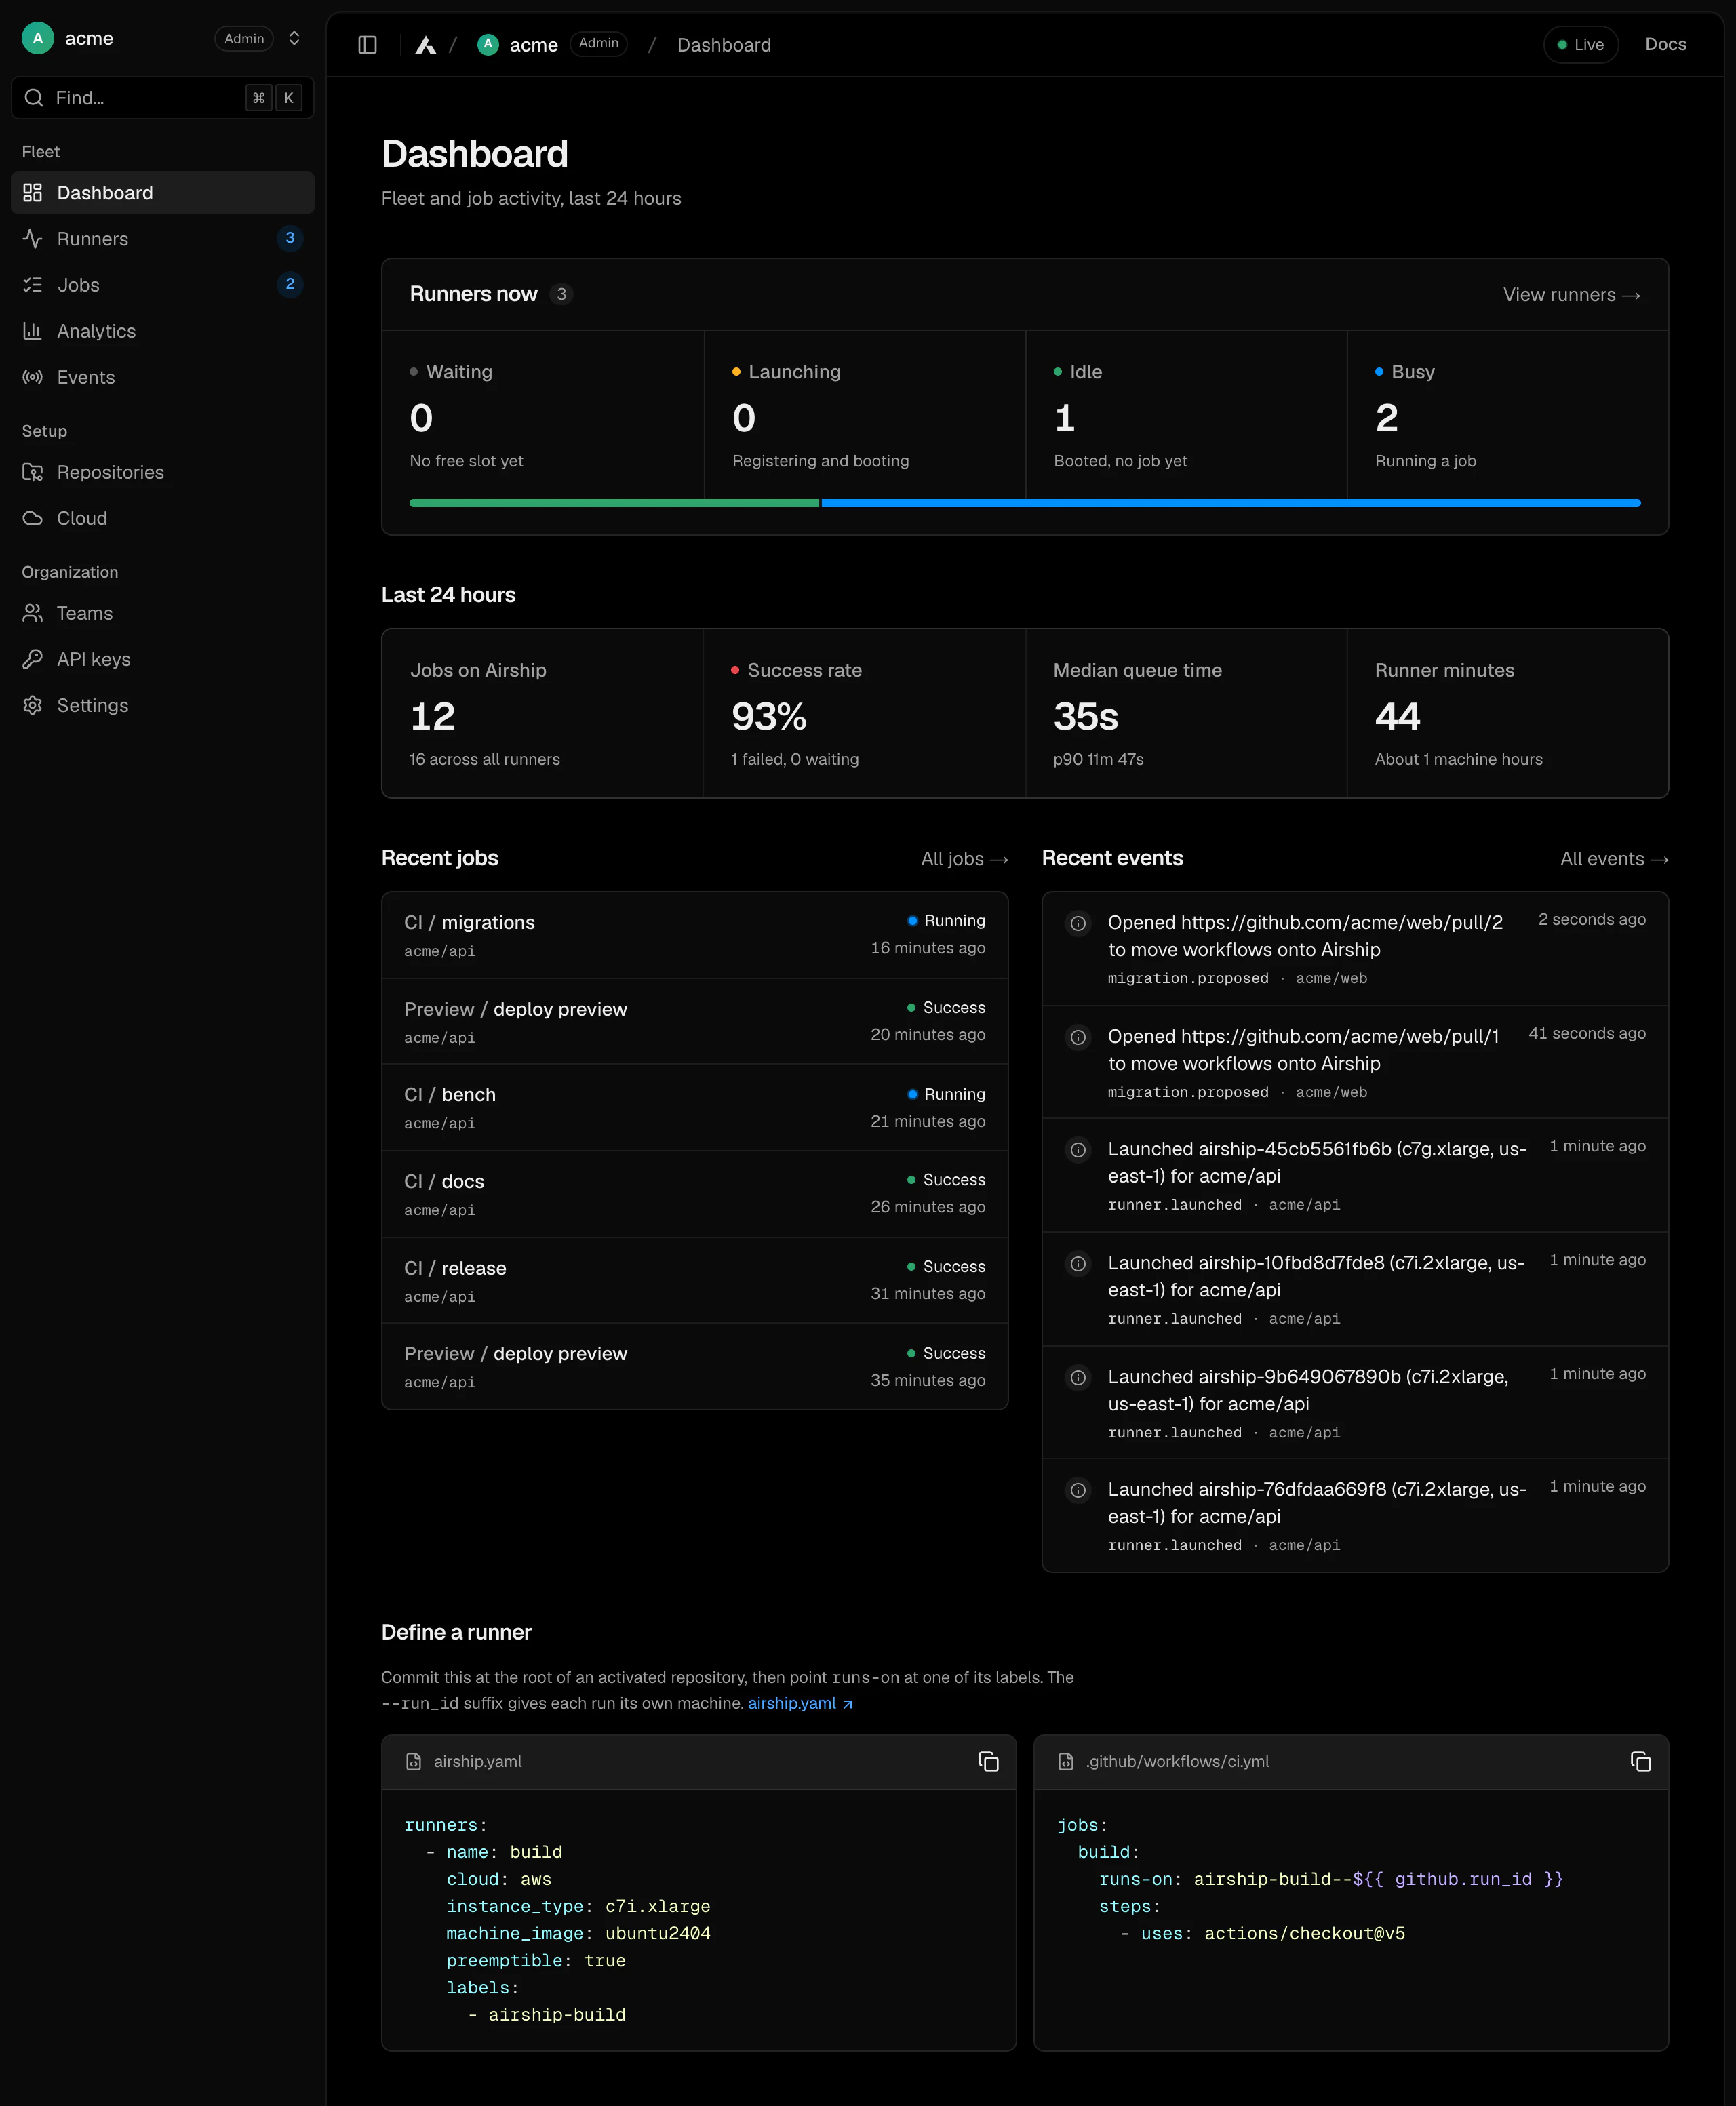 A acme Admin
Find... ⌘ K
Fleet
Dashboard
Runners 3
Jobs 2
Analytics
Events
Setup
Repositories
Cloud
Organization
Teams
API keys
Settings
/ A acme Admin / Dashboard
Live Docs
Dashboard
Fleet and job activity, last 24 hours
Runners now 3 View runners →
Waiting
0
No free slot yet
Launching
0
Registering and booting
Idle
1
Booted, no job yet
Busy
2
Running a job
Last 24 hours
Jobs on Airship
12
16 across all runners
Success rate
93%
1 failed, 0 waiting
Median queue time
35s
p90 11m 47s
Runner minutes
44
About 1 machine hours
Recent jobs All jobs →
CI / migrations Running
acme/api 16 minutes ago
Preview / deploy preview Success
acme/api 20 minutes ago
CI / bench Running
acme/api 21 minutes ago
CI / docs Success
acme/api 26 minutes ago
CI / release Success
acme/api 31 minutes ago
Preview / deploy preview Success
acme/api 35 minutes ago
Recent events All events →
Opened https://github.com/acme/web/pull/2 2 seconds ago
to move workflows onto Airship
migration.proposed · acme/web
Opened https://github.com/acme/web/pull/1 41 seconds ago
to move workflows onto Airship
migration.proposed · acme/web
Launched airship-45cb5561fb6b (c7g.xlarge, us- 1 minute ago
east-1) for acme/api
runner.launched · acme/api
Launched airship-10fbd8d7fde8 (c7i.2xlarge, us- 1 minute ago
east-1) for acme/api
runner.launched · acme/api
Launched airship-9b649067890b (c7i.2xlarge, 1 minute ago
us-east-1) for acme/api
runner.launched · acme/api
Launched airship-76dfdaa669f8 (c7i.2xlarge, us- 1 minute ago
east-1) for acme/api
runner.launched · acme/api
Define a runner
Commit this at the root of an activated repository, then point runs-on at one of its labels. The
--run_id suffix gives each run its own machine. airship.yaml ↗
airship.yaml
runners:
  - name: build
    cloud: aws
    instance_type: c7i.xlarge
    machine_image: ubuntu2404
    preemptible: true
    labels:
      - airship-build
.github/workflows/ci.yml
jobs:
  build:
    runs-on: airship-build--${{ github.run_id }}
    steps:
      - uses: actions/checkout@v5